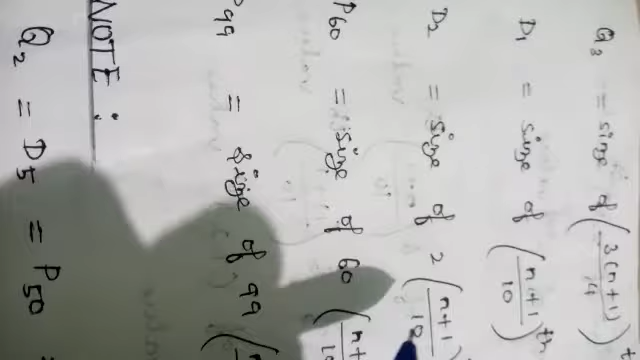 Q3 = size of (3(n+1)/4) t
D1 = size of (n+1/10)th
D2 = size of 2 (n+1/10)
P60 = size of 60 (n+
P99 = size of 99 (
NOTE :
Q2 = D5 = P50 =